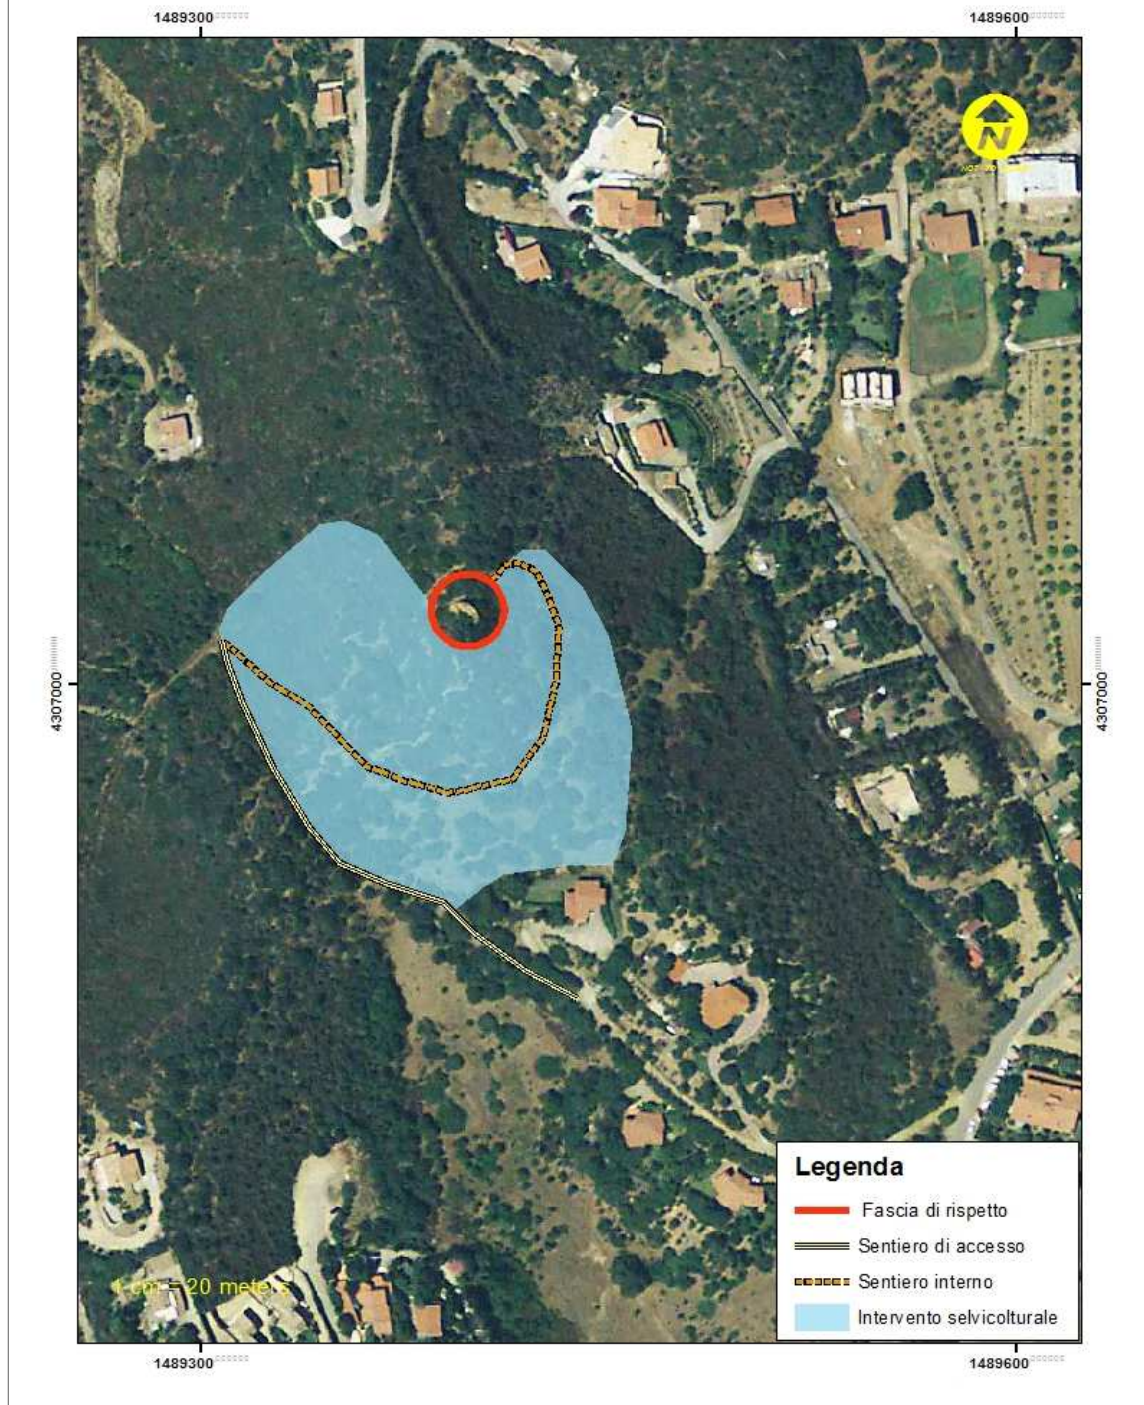 1489300 1489600
N
4307000
4307000
Legenda
Fascia di rispetto
Sentiero di accesso
Sentiero interno
Intervento selvicolturale
1 cm = 20 meters
1489300 1489600